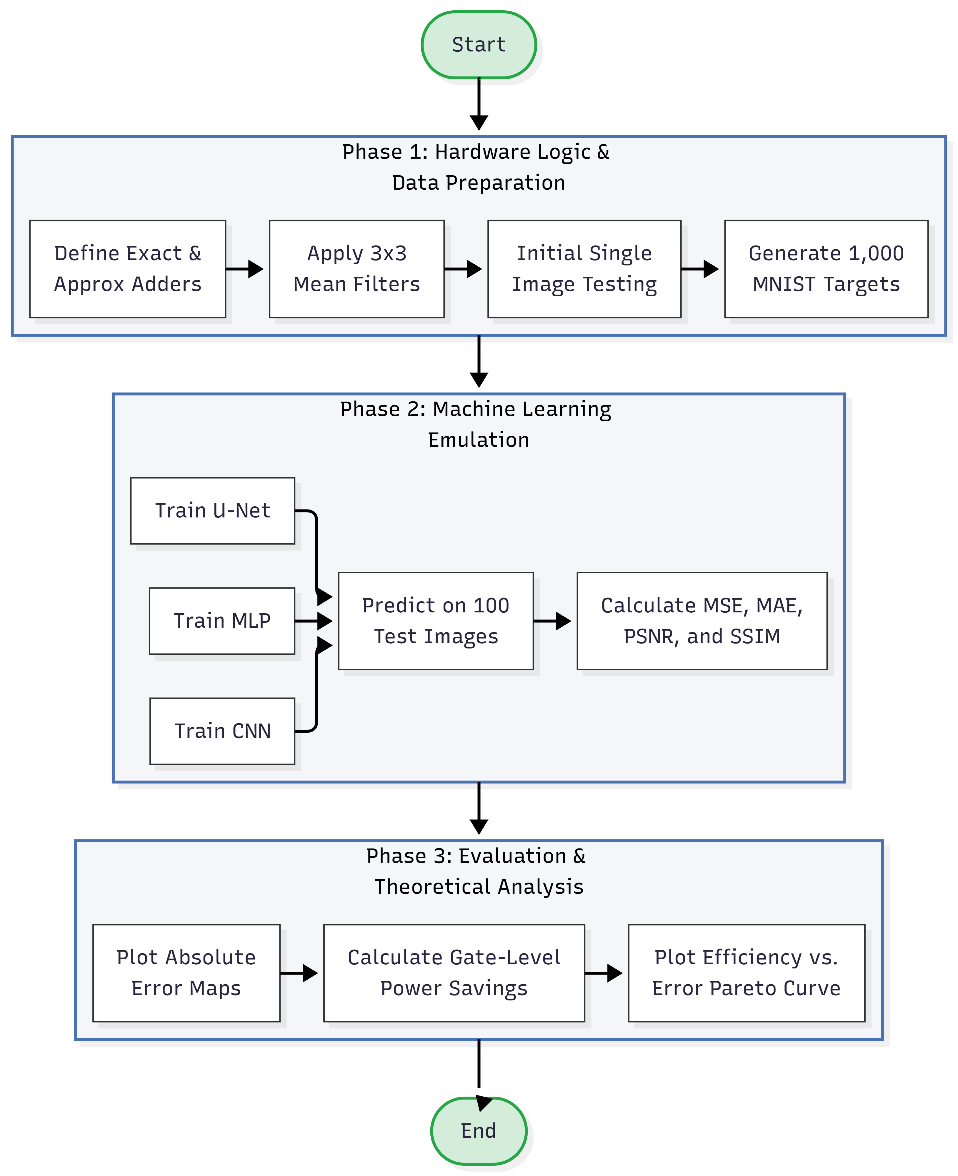 Start
Phase 1: Hardware Logic &
Data Preparation
Define Exact &
Approx Adders
Apply 3x3
Mean Filters
Initial Single
Image Testing
Generate 1,000
MNIST Targets
Phase 2: Machine Learning
Emulation
Train U-Net
Train MLP
Train CNN
Predict on 100
Test Images
Calculate MSE, MAE,
PSNR, and SSIM
Phase 3: Evaluation &
Theoretical Analysis
Plot Absolute
Error Maps
Calculate Gate-Level
Power Savings
Plot Efficiency vs.
Error Pareto Curve
End